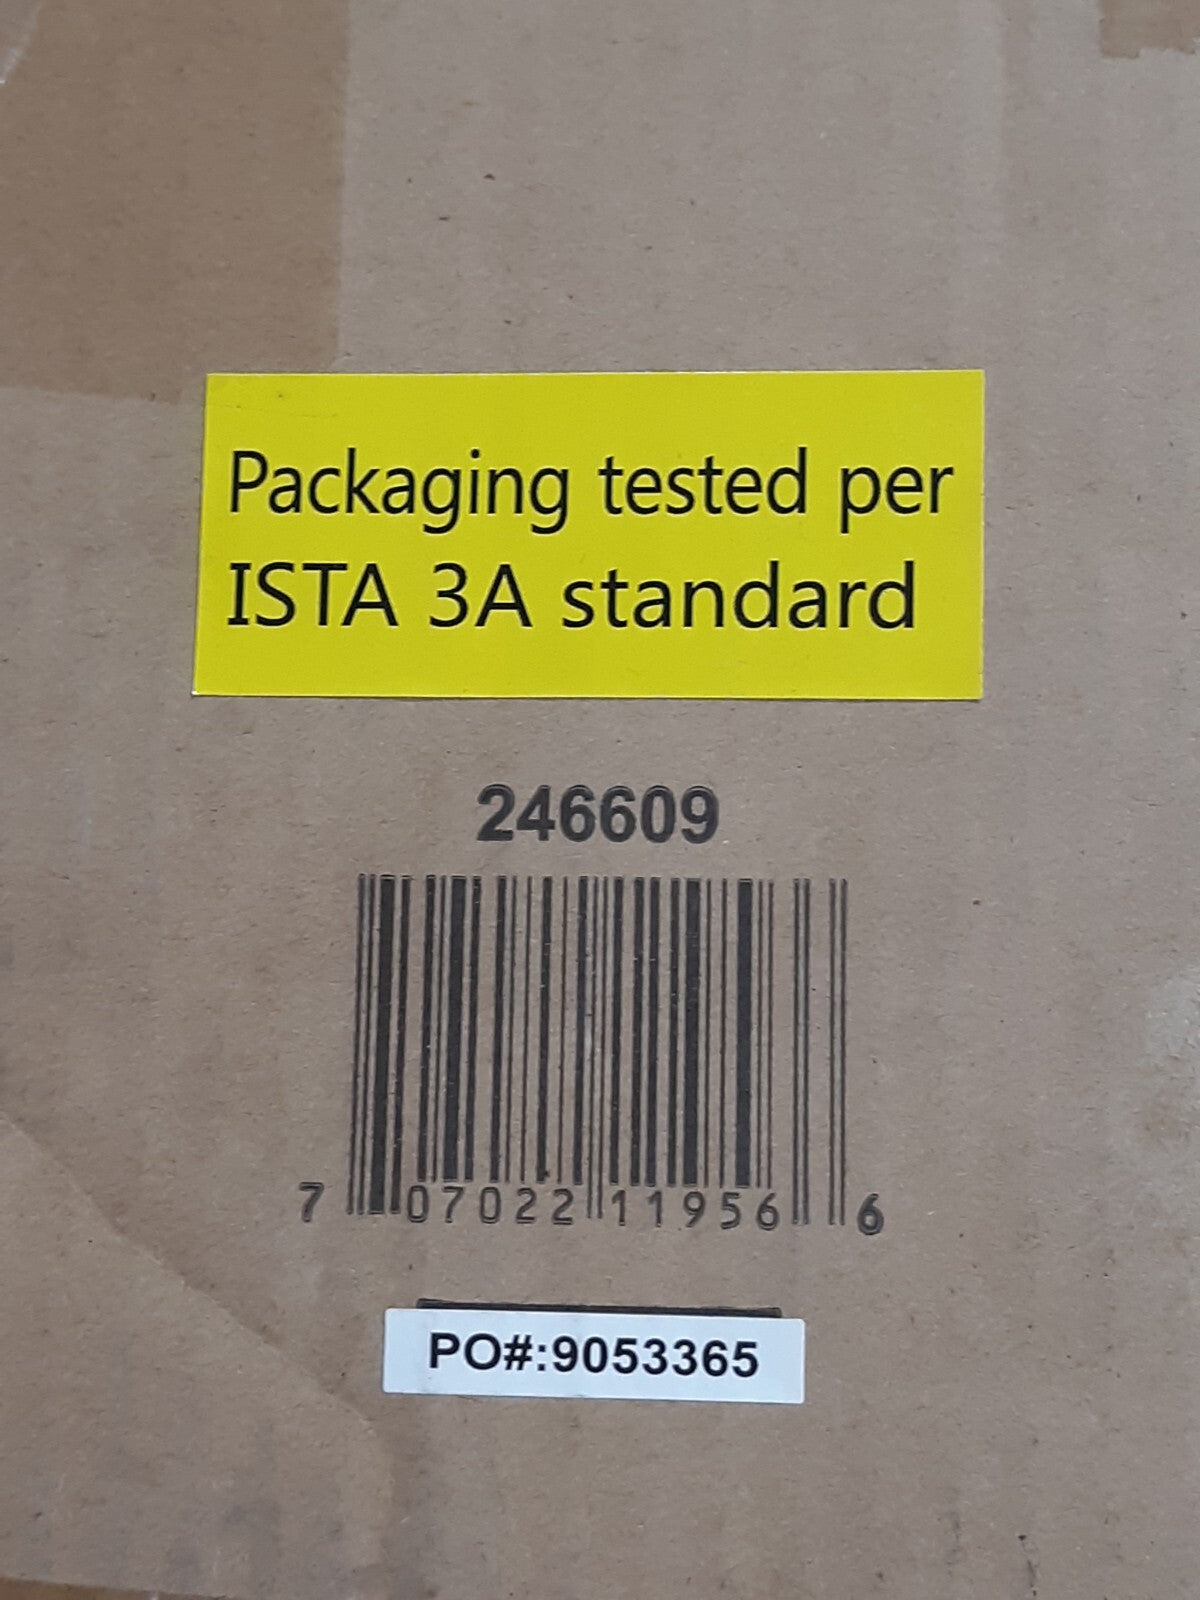 Packaging tested per
ISTA 3A standard
246609
7 07022 11956 6
PO#:9053365